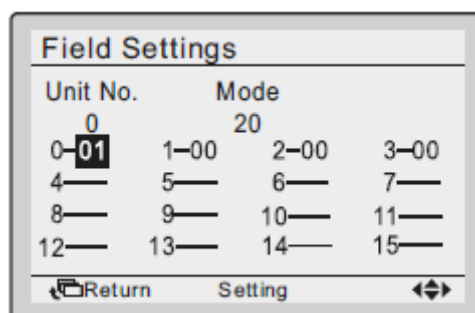 Field Settings
Unit No. Mode
0 20
0-01 1-00 2-00 3-00
4— 5— 6— 7—
8— 9— 10— 11—
12— 13— 14— 15—
Return Setting